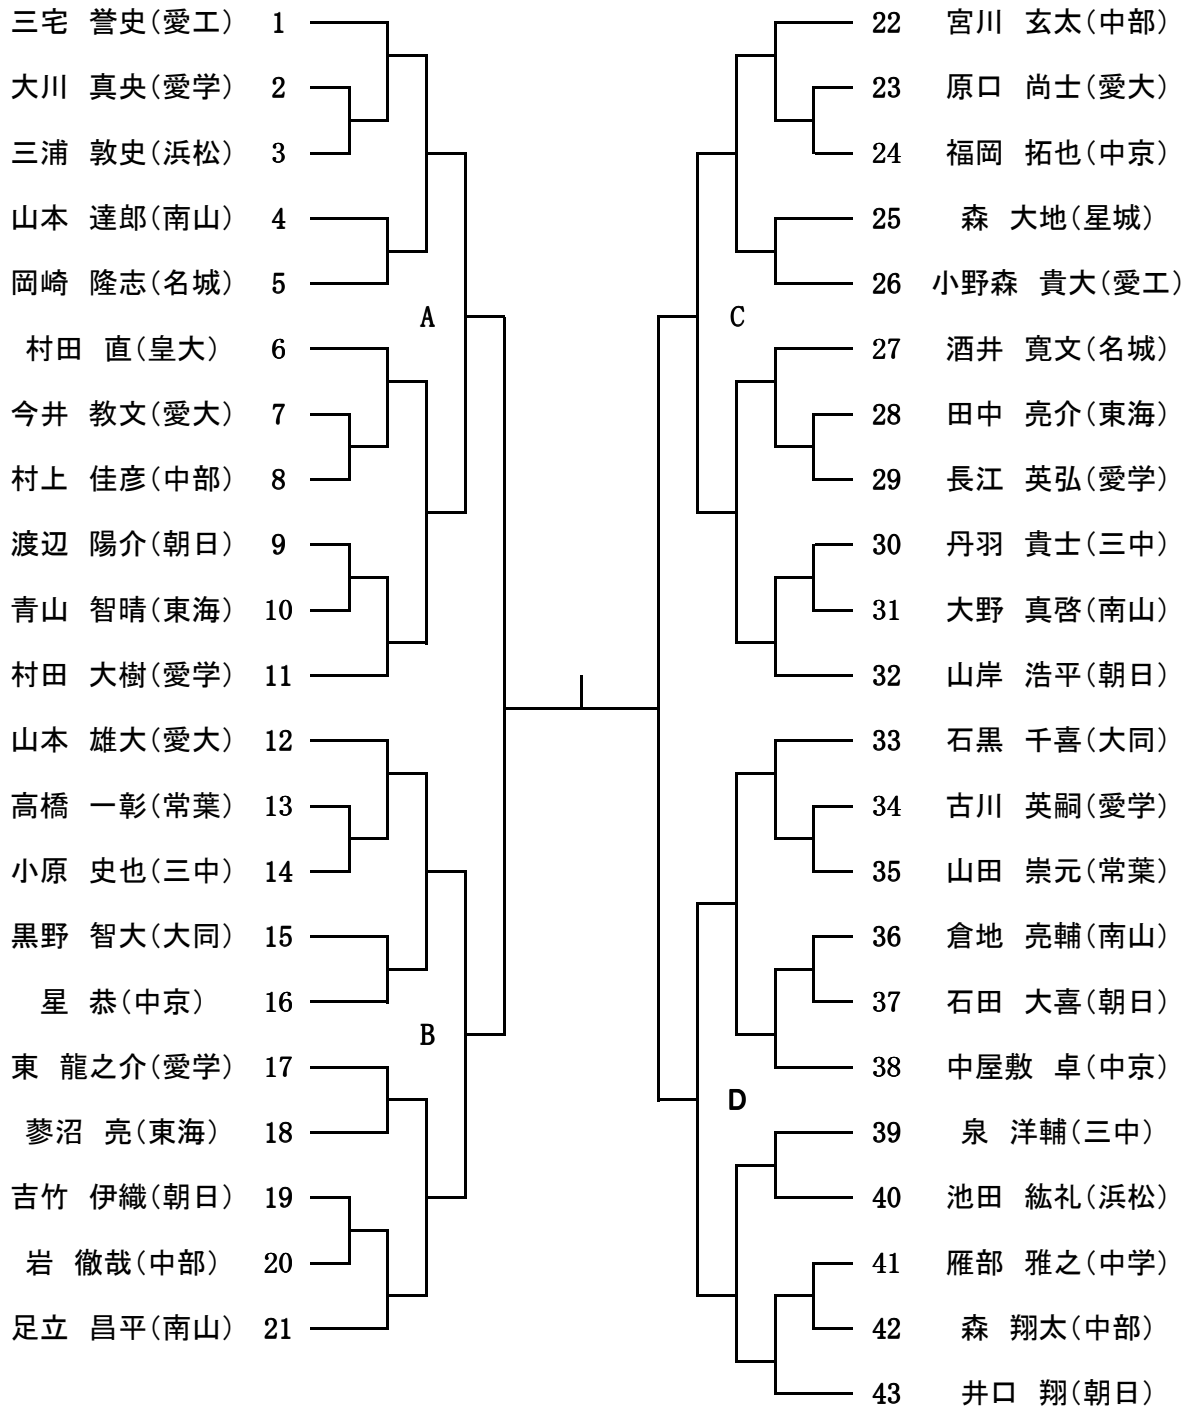 三宅 誉史(愛工) 1
大川 真央(愛学) 2
三浦 敦史(浜松) 3
山本 達郎(南山) 4
岡崎 隆志(名城) 5
A
村田 直(皇大) 6
今井 教文(愛大) 7
村上 佳彦(中部) 8
渡辺 陽介(朝日) 9
青山 智晴(東海) 10
村田 大樹(愛学) 11
山本 雄大(愛大) 12
高橋 一彰(常葉) 13
小原 史也(三中) 14
黒野 智大(大同) 15
星 恭(中京) 16
B
東 龍之介(愛学) 17
蓼沼 亮(東海) 18
吉竹 伊織(朝日) 19
岩 徹哉(中部) 20
足立 昌平(南山) 21
22 宮川 玄太(中部)
23 原口 尚士(愛大)
24 福岡 拓也(中京)
25 森 大地(星城)
26 小野森 貴大(愛工)
C
27 酒井 寛文(名城)
28 田中 亮介(東海)
29 長江 英弘(愛学)
30 丹羽 貴士(三中)
31 大野 真啓(南山)
32 山岸 浩平(朝日)
33 石黒 千喜(大同)
34 古川 英嗣(愛学)
35 山田 崇元(常葉)
36 倉地 亮輔(南山)
37 石田 大喜(朝日)
38 中屋敷 卓(中京)
D
39 泉 洋輔(三中)
40 池田 紘礼(浜松)
41 雁部 雅之(中学)
42 森 翔太(中部)
43 井口 翔(朝日)